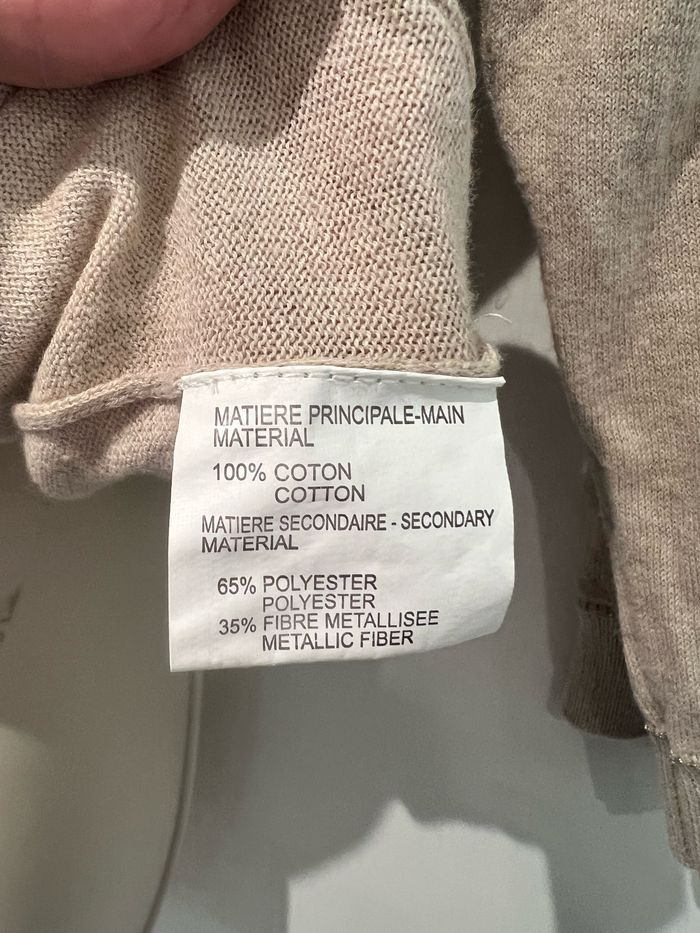 MATIERE PRINCIPALE-MAIN
MATERIAL
100% COTON
COTTON
MATIERE SECONDAIRE - SECONDARY
MATERIAL
65% POLYESTER
POLYESTER
35% FIBRE METALLISEE
METALLIC FIBER